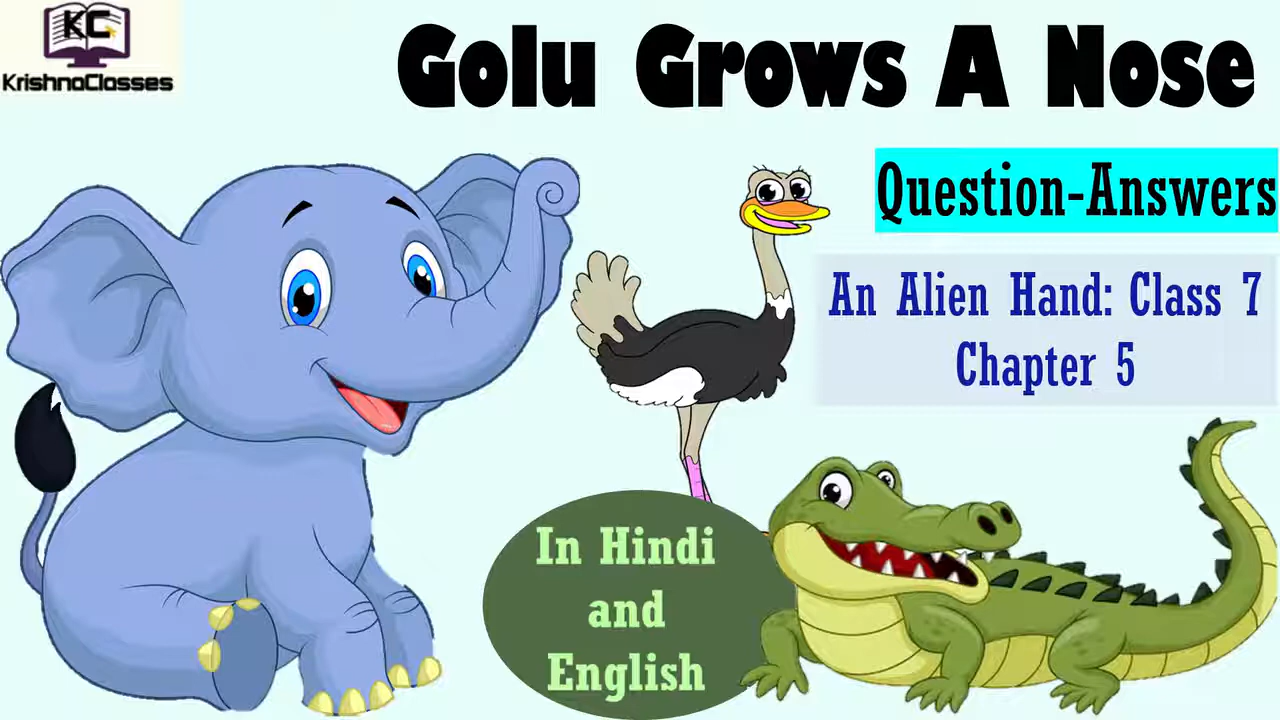 KC
KrishnaClasses
Golu Grows A Nose
Question-Answers
An Alien Hand: Class 7
Chapter 5
In Hindi
and
English